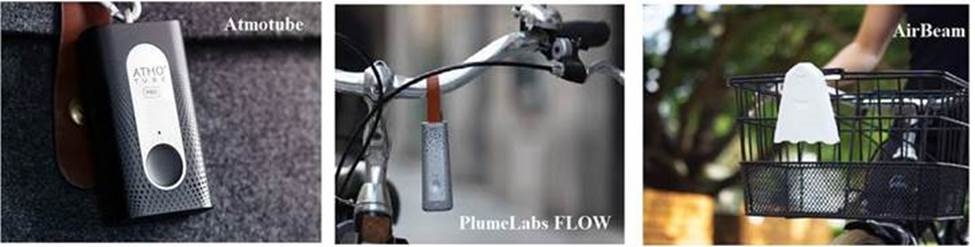 Atmotube
ATMO
TUBE
PRO
PlumeLabs FLOW
AirBeam